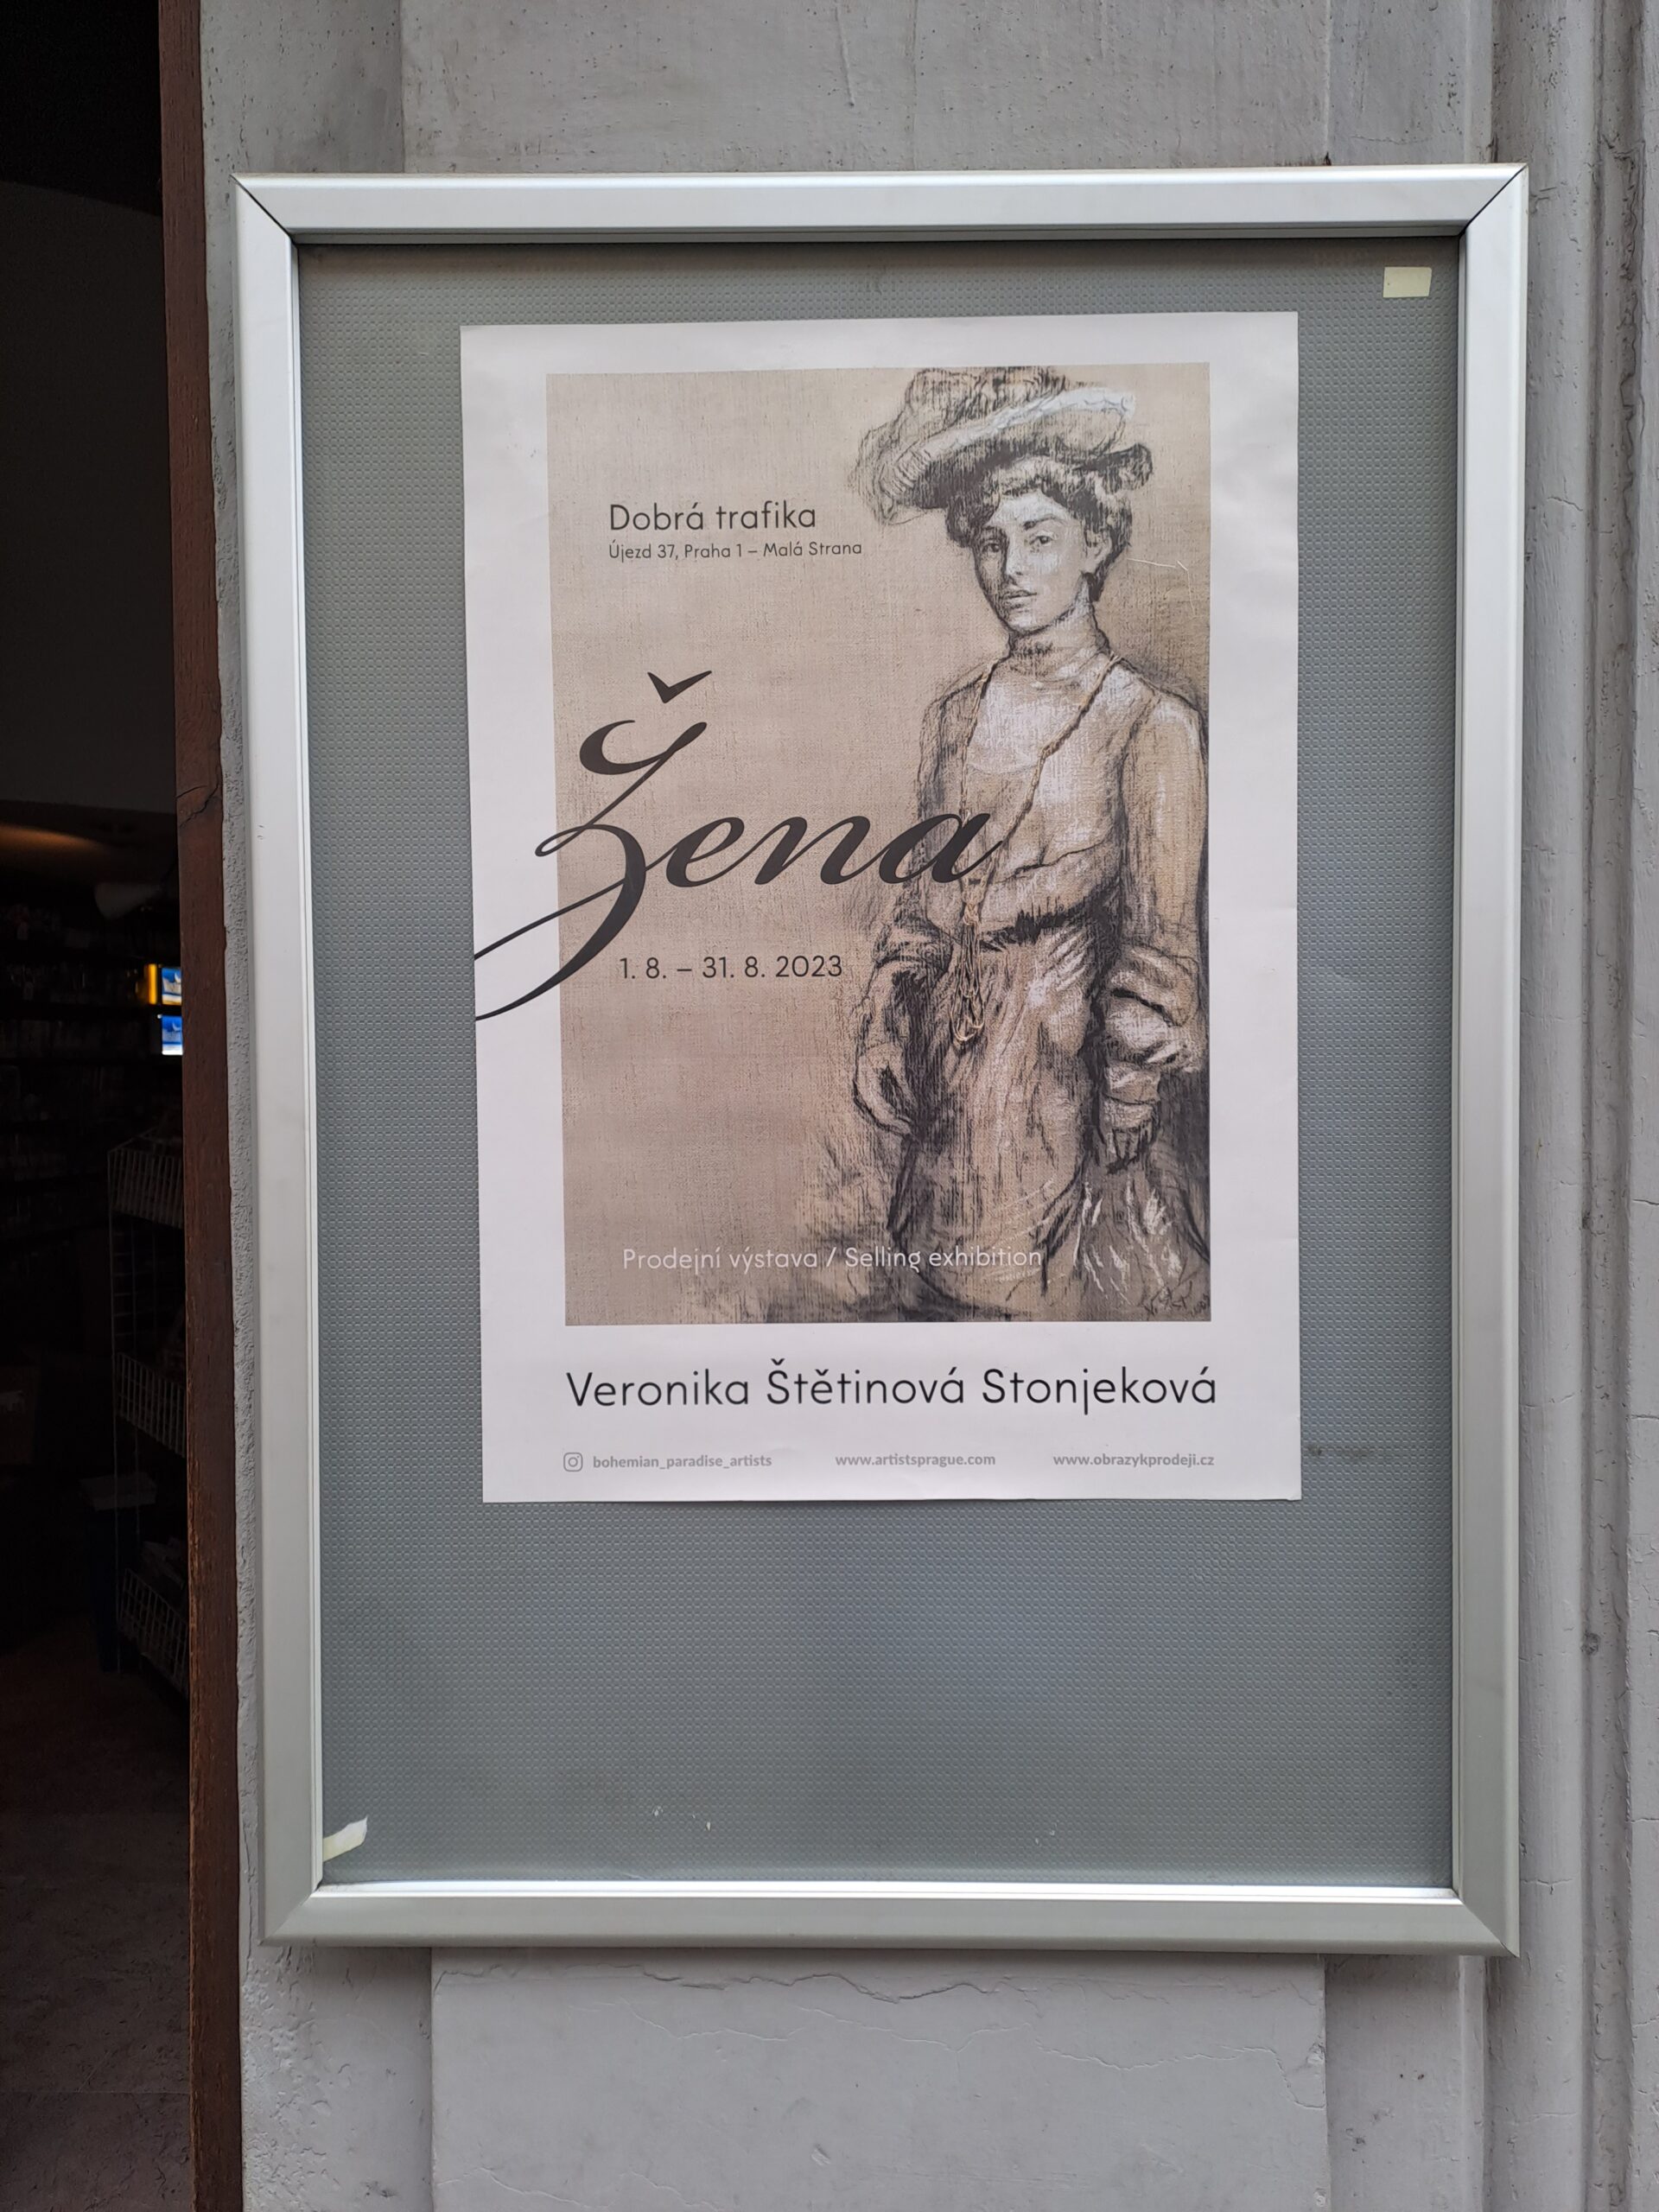 Dobrá trafika
Újezd 37, Praha 1 – Malá Strana
Žena
1. 8. – 31. 8. 2023
Prodejní výstava / Selling exhibition
Veronika Štětinová Stonjeková
bohemian_paradise_artists www.artistsprague.com www.obrazykprodeji.cz